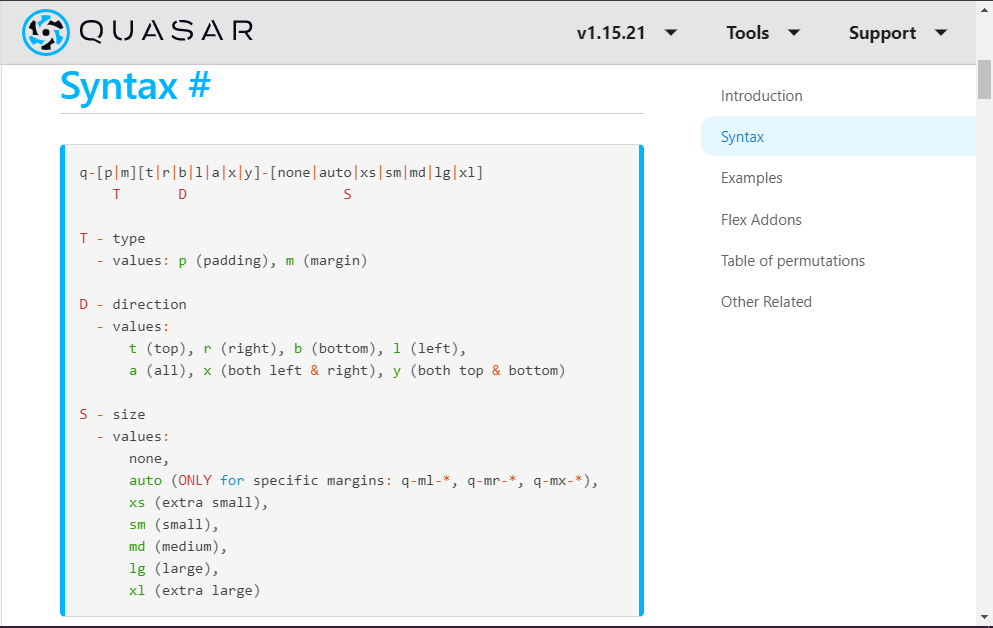 QUASAR
v1.15.21
Tools
Support
Syntax #
q-[p|m][t|r|b|l|a|x|y]-[none|auto|xs|sm|md|lg|xl]
T D S
T - type
- values: p (padding), m (margin)
D - direction
- values:
t (top), r (right), b (bottom), l (left),
a (all), x (both left & right), y (both top & bottom)
S - size
- values:
none,
auto (ONLY for specific margins: q-ml-*, q-mr-*, q-mx-*),
xs (extra small),
sm (small),
md (medium),
lg (large),
xl (extra large)
Introduction
Syntax
Examples
Flex Addons
Table of permutations
Other Related